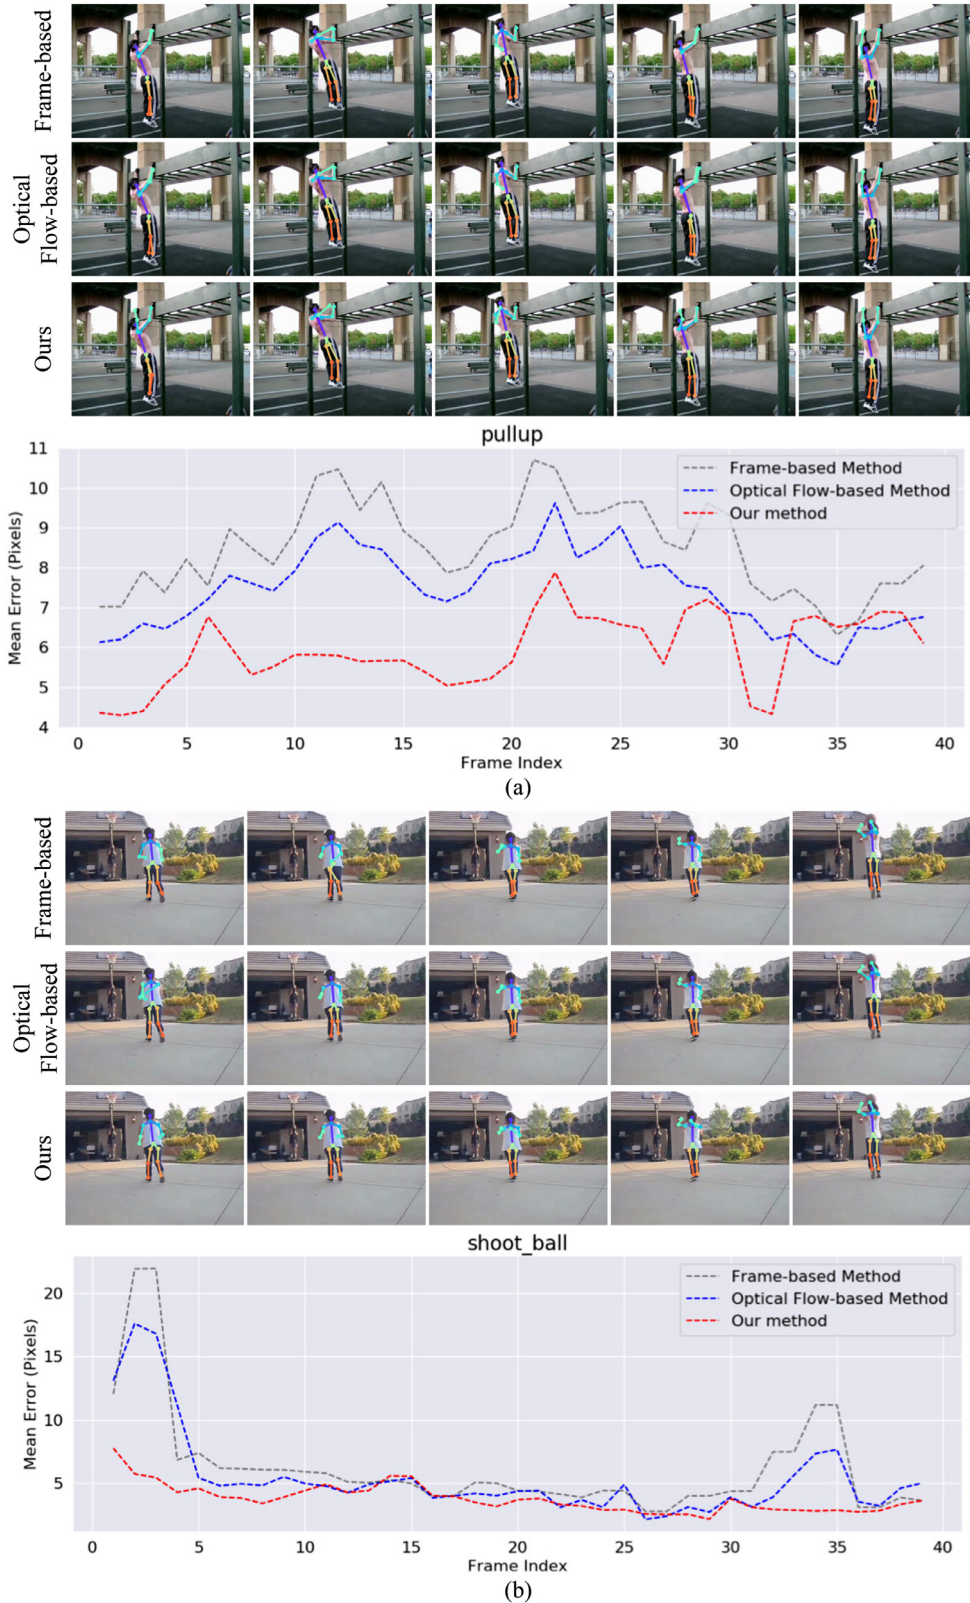 Frame-based
Optical
Flow-based
Ours
pullup
11
10
9
8
7
6
5
4
Mean Error (Pixels)
Frame-based Method
Optical Flow-based Method
Our method
0 5 10 15 20 25 30 35 40
Frame Index
(a)
Frame-based
Optical
Flow-based
Ours
shoot_ball
20
15
10
5
Mean Error (Pixels)
Frame-based Method
Optical Flow-based Method
Our method
0 5 10 15 20 25 30 35 40
Frame Index
(b)